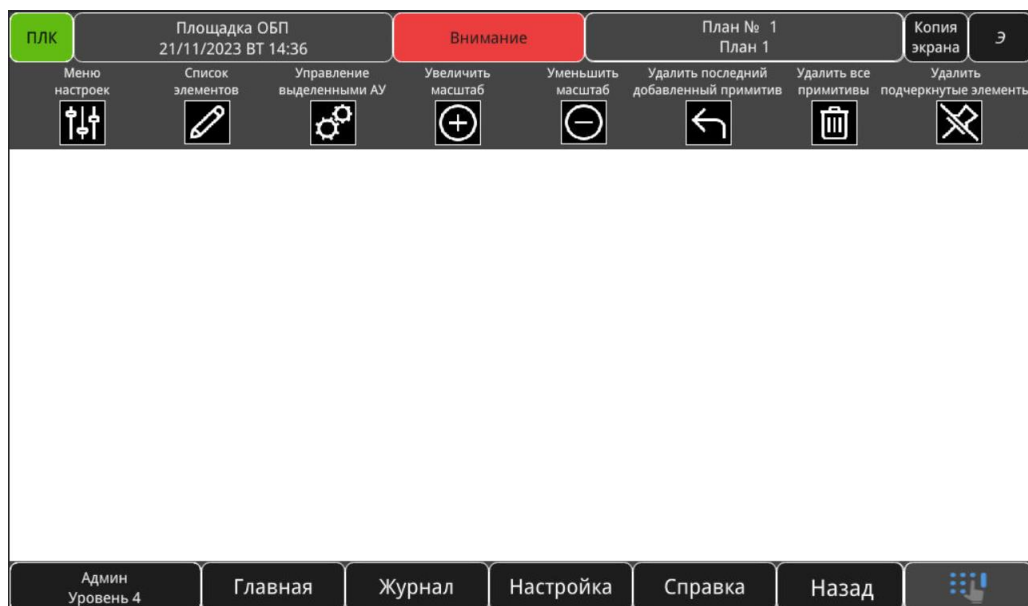 ПЛК
Площадка ОБП
21/11/2023 ВТ 14:36
Внимание
План № 1
План 1
Копия
экрана
Э
Меню
настроек
Список
элементов
Управление
выделенными АУ
Увеличить
масштаб
Уменьшить
масштаб
Удалить последний
добавленный примитив
Удалить все
примитивы
Удалить
подчеркнутые элементы
Админ
Уровень 4
Главная
Журнал
Настройка
Справка
Назад